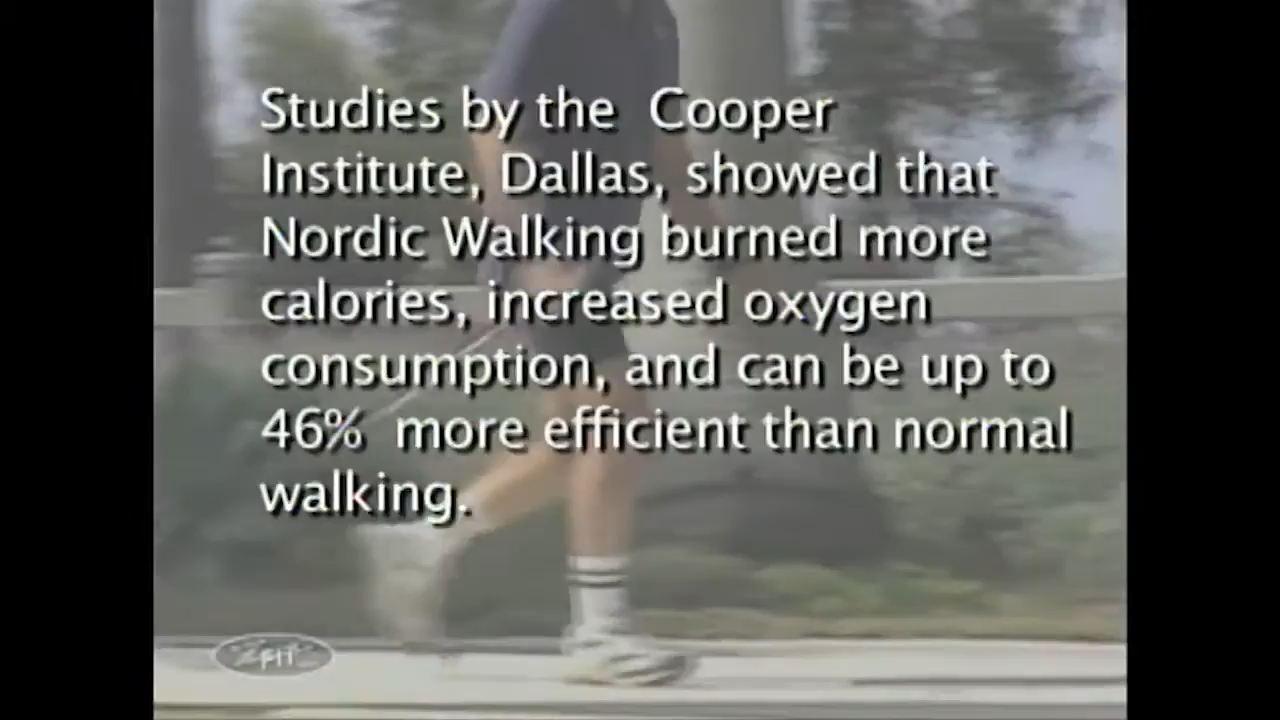 Studies by the Cooper
Institute, Dallas, showed that
Nordic Walking burned more
calories, increased oxygen
consumption, and can be up to
46% more efficient than normal
walking.
FIT